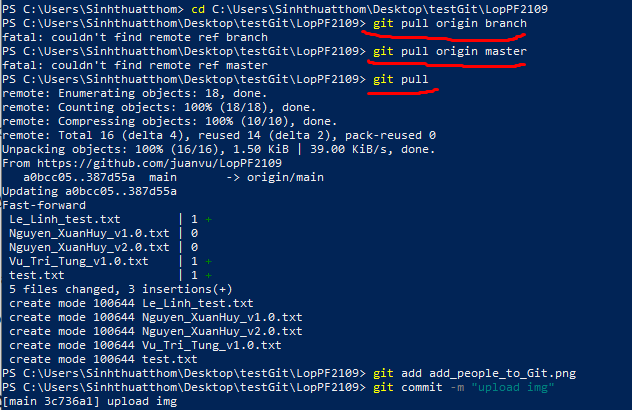 PS C:\Users\Sinhthuatthom> cd C:\Users\Sinhthuatthom\Desktop\testGit\LopPF2109
PS C:\Users\Sinhthuatthom\Desktop\testGit\LopPF2109> git pull origin branch
fatal: couldn't find remote ref branch
PS C:\Users\Sinhthuatthom\Desktop\testGit\LopPF2109> git pull origin master
fatal: couldn't find remote ref master
PS C:\Users\Sinhthuatthom\Desktop\testGit\LopPF2109> git pull
remote: Enumerating objects: 18, done.
remote: Counting objects: 100% (18/18), done.
remote: Compressing objects: 100% (10/10), done.
remote: Total 16 (delta 4), reused 14 (delta 2), pack-reused 0
Unpacking objects: 100% (16/16), 1.50 KiB | 39.00 KiB/s, done.
From https://github.com/juanvu/LopPF2109
   a0bcc05..387d55a  main       -> origin/main
Updating a0bcc05..387d55a
Fast-forward
 Le_Linh_test.txt         | 1 +
 Nguyen_XuanHuy_v1.0.txt | 0
 Nguyen_XuanHuy_v2.0.txt | 0
 Vu_Tri_Tung_v1.0.txt    | 1 +
 test.txt                 | 1 +
 5 files changed, 3 insertions(+)
 create mode 100644 Le_Linh_test.txt
 create mode 100644 Nguyen_XuanHuy_v1.0.txt
 create mode 100644 Nguyen_XuanHuy_v2.0.txt
 create mode 100644 Vu_Tri_Tung_v1.0.txt
 create mode 100644 test.txt
PS C:\Users\Sinhthuatthom\Desktop\testGit\LopPF2109> git add add_people_to_Git.png
PS C:\Users\Sinhthuatthom\Desktop\testGit\LopPF2109> git commit -m "upload img"
[main 3c736a1] upload img